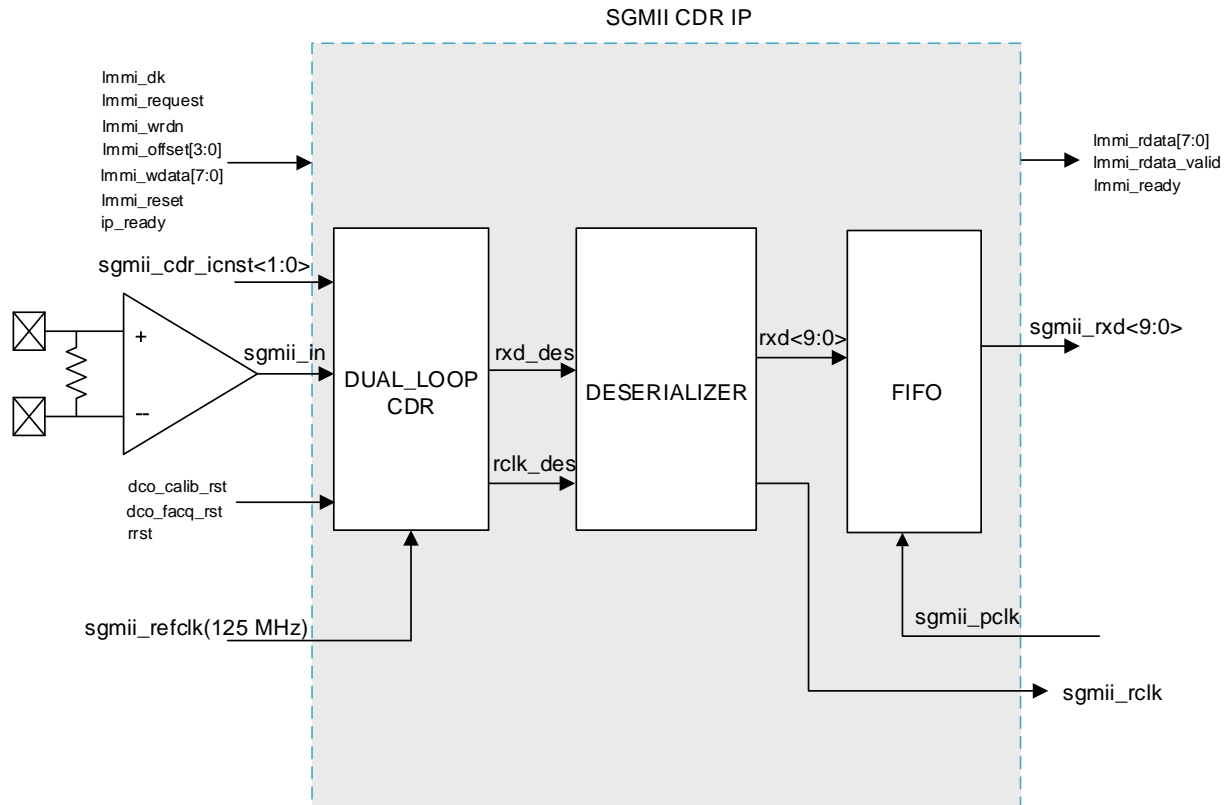 SGMII CDR IP
lmmi_clk
lmmi_request
lmmi_wrdn
lmmi_offset[3:0]
lmmi_wdata[7:0]
lmmi_reset
ip_ready
lmmi_rdata[7:0]
lmmi_rdata_valid
lmmi_ready
sgmii_cdr_icnst<1:0>
+
--
sgmii_in
DUAL_LOOP
CDR
rxd_des
rclk_des
DESERIALIZER
rxd<9:0>
FIFO
sgmii_rxd<9:0>
dco_calib_rst
dco_facq_rst
rrst
sgmii_refclk(125 MHz)
sgmii_pclk
sgmii_rclk